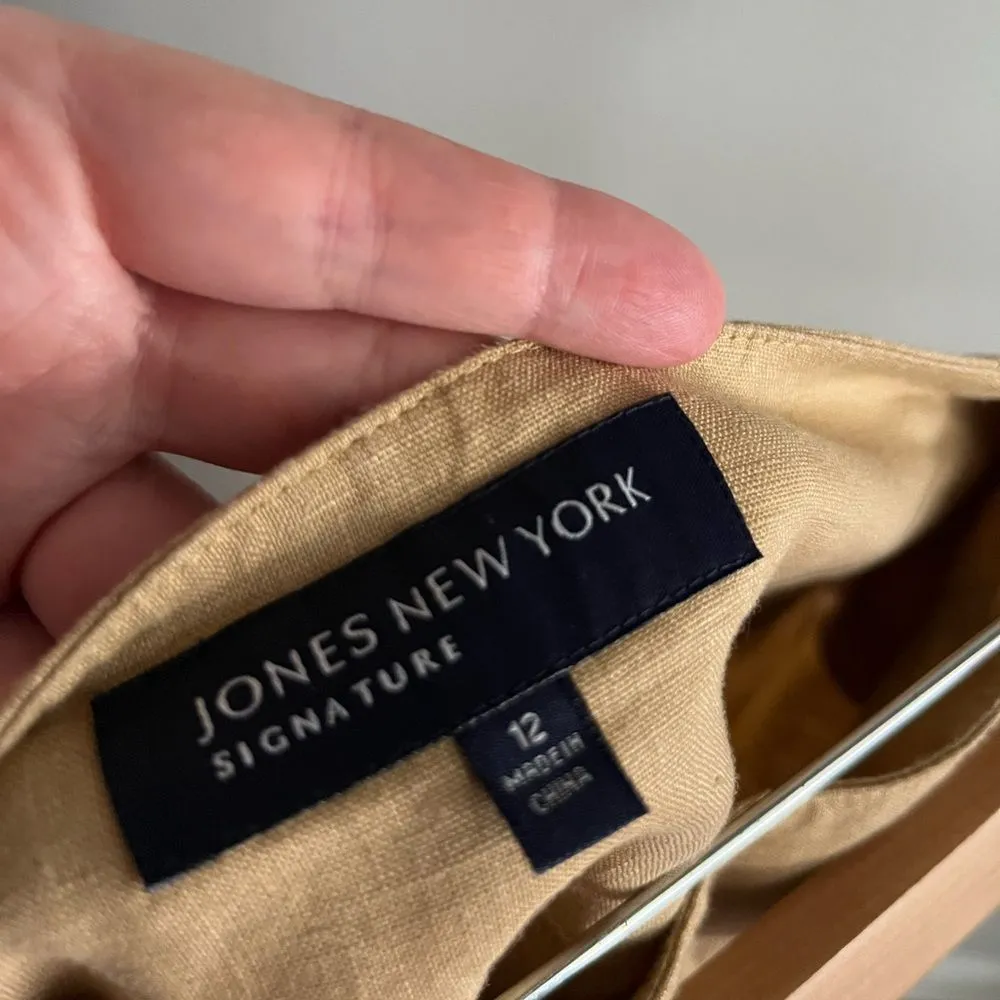 JONES NEW YORK
SIGNATURE
12
MADE IN
CHINA